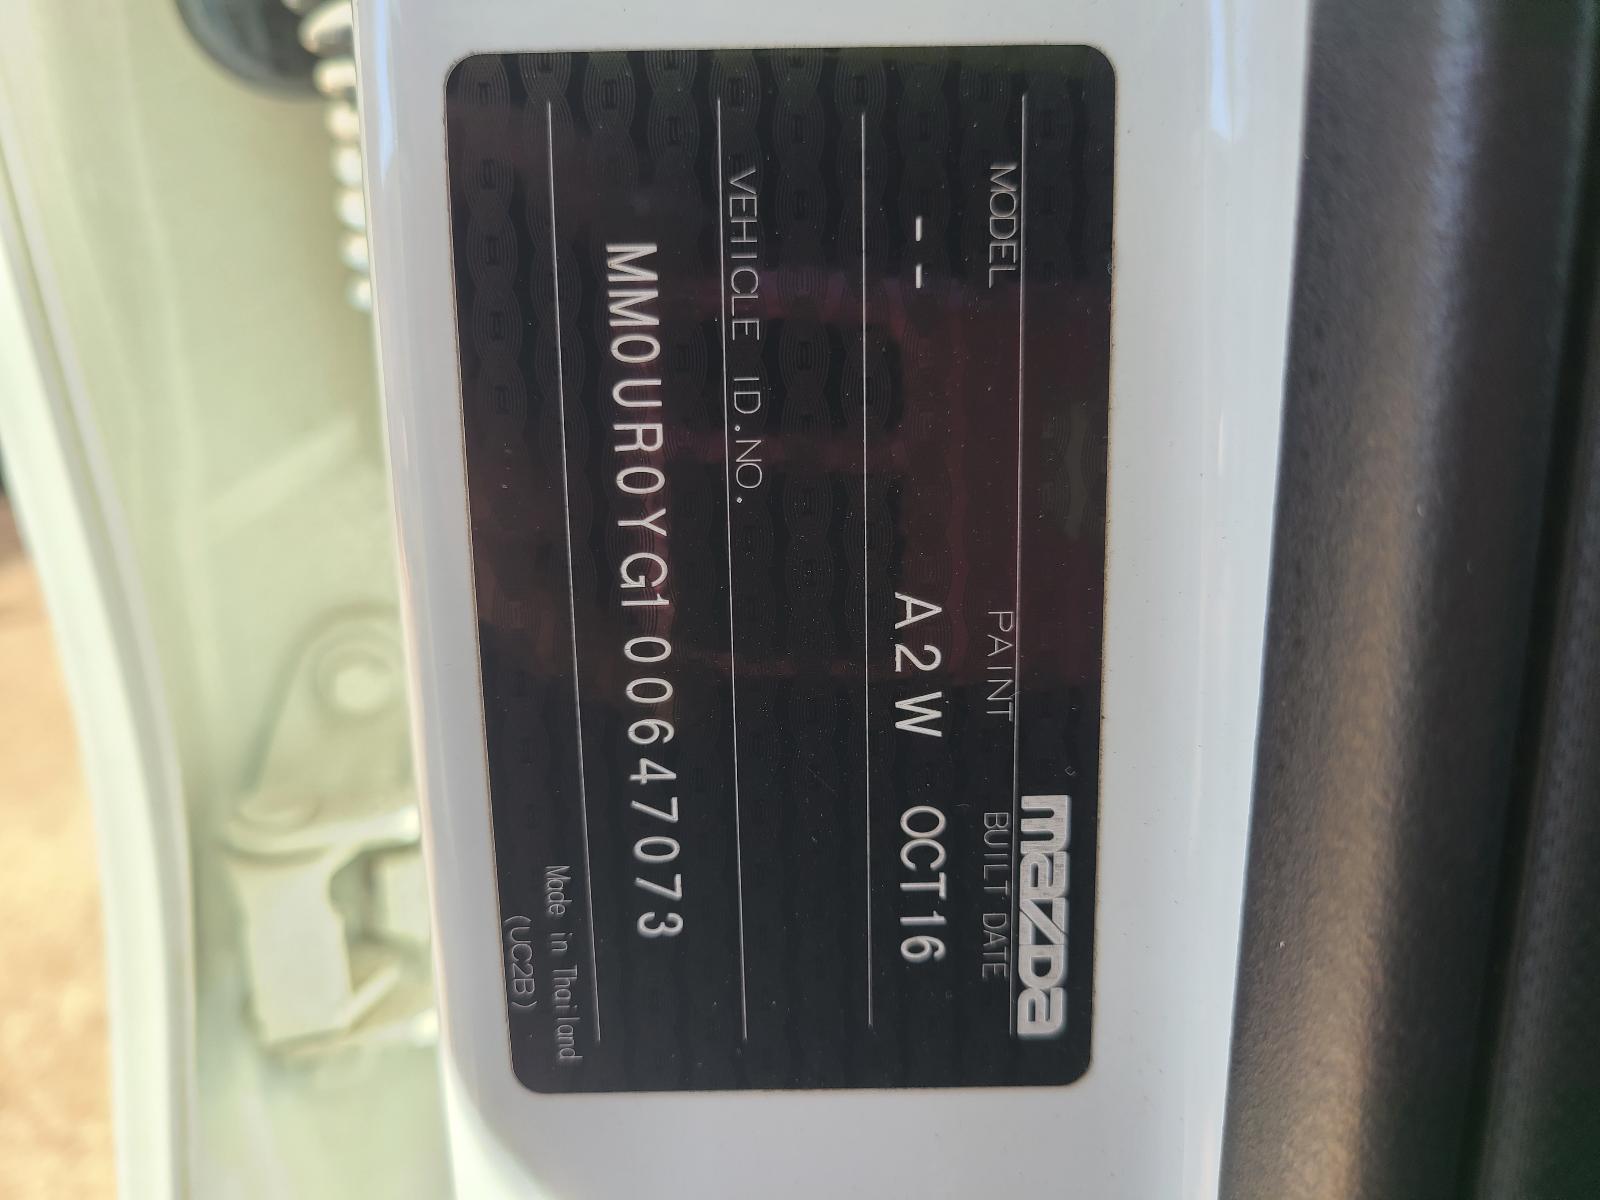 mazda
MODEL PAINT BUILT DATE
-- A2W OCT16
VEHICLE ID.NO.
MM0UR0YG100647073
Made in Thailand
(UC2B)